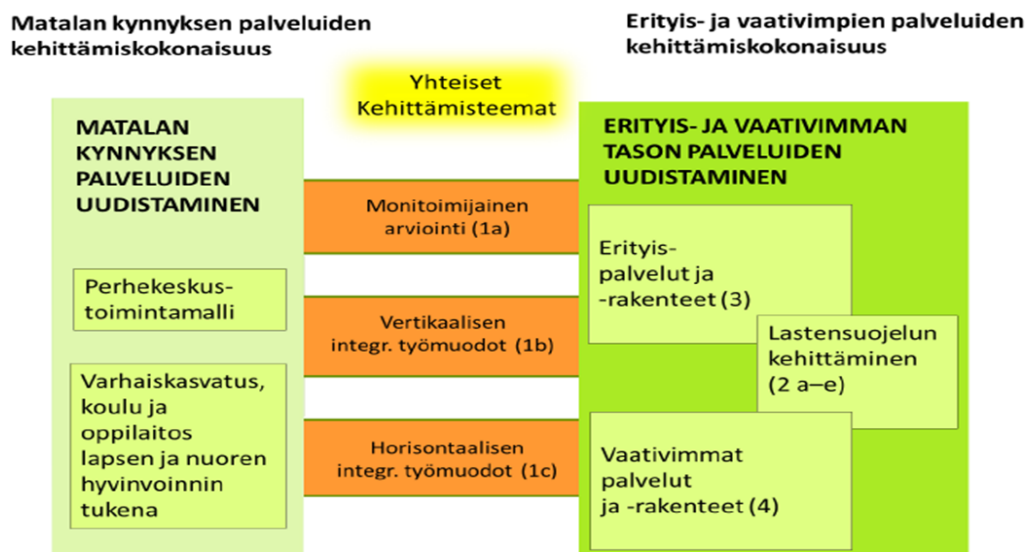 Matalan kynnyksen palveluiden
kehittämiskokonaisuus
Erityis- ja vaativimpien palveluiden
kehittämiskokonaisuus
Yhteiset
Kehittämisteemat
MATALAN
KYNNYKSEN
PALVELUIDEN
UUDISTAMINEN
Perhekeskus-
toimintamalli
Varhaiskasvatus,
koulu ja
oppilaitos
lapsen ja nuoren
hyvinvoinnin
tukena
Monitoimijainen
arviointi (1a)
Vertikaalisen
integr. työmuodot (1b)
Horisontaalisen
integr. työmuodot (1c)
ERITYIS- JA VAATIVIMMAN
TASON PALVELUIDEN
UUDISTAMINEN
Erityis-
palvelut ja
-rakenteet (3)
Lastensuojelun
kehittäminen
(2 a–e)
Vaativimmat
palvelut
ja -rakenteet (4)